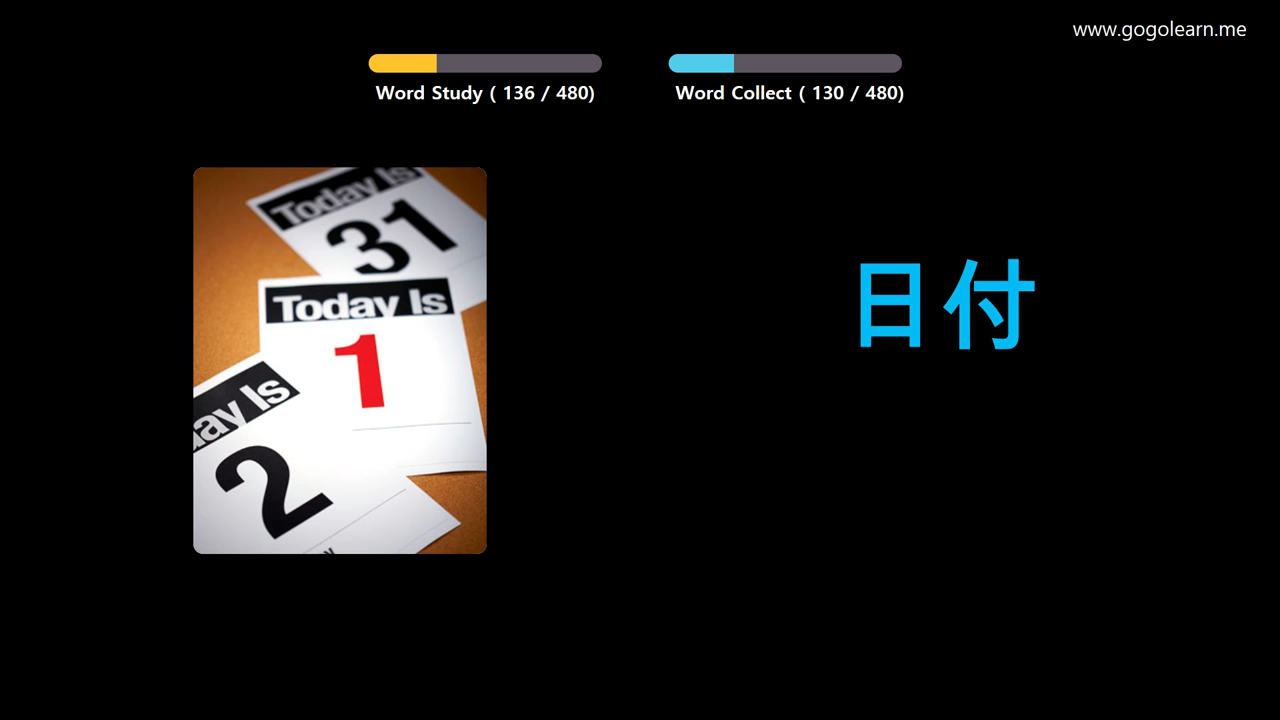 www.gogolearn.me
Word Study ( 136 / 480)
Word Collect ( 130 / 480)
Today Is
31
Today Is
1
day Is
2
日付